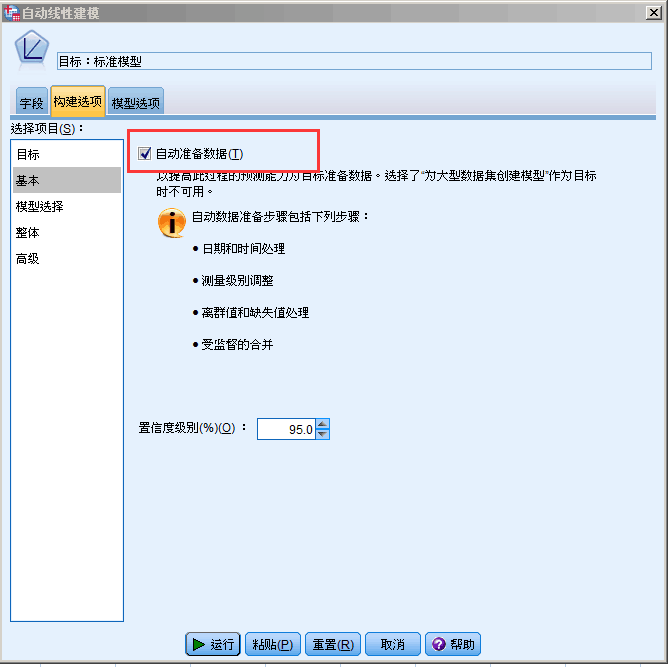 自动线性建模
目标：标准模型
字段 构建选项 模型选项
选择项目(S)：
目标
基本
模型选择
整体
高级
自动准备数据(T)
以提高此过程的预测能力为目标准备数据。选择了“为大型数据集创建模型”作为目标
时不可用。
自动数据准备步骤包括下列步骤：
●日期和时间处理
●测量级别调整
●离群值和缺失值处理
●受监督的合并
置信度级别(%)(O)： 95.0
运行 粘贴(P) 重置(R) 取消 帮助